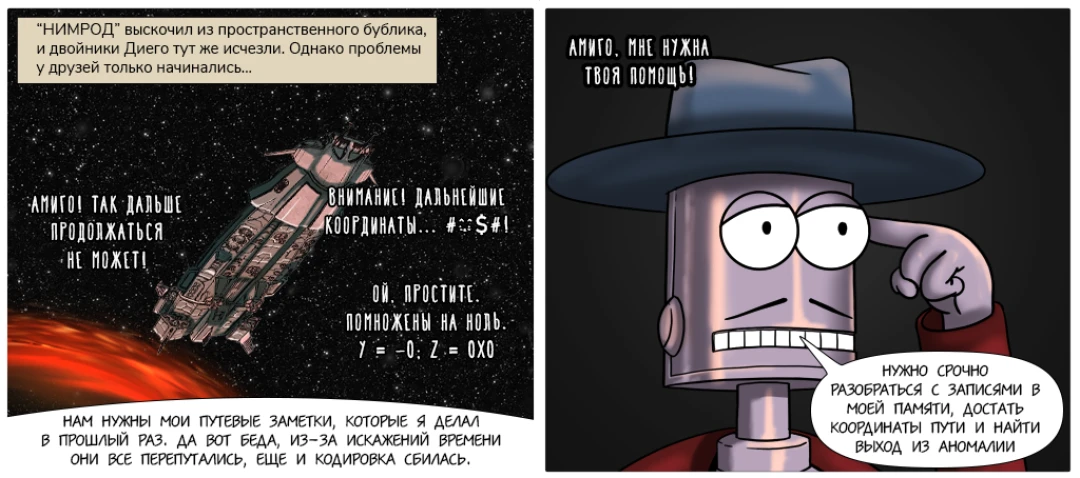 "НИМРОД" выскочил из пространственного бублика,
и двойники Диего тут же исчезли. Однако проблемы
у друзей только начинались...
АМИГО! ТАК ДАЛЬШЕ
ПРОДОЛЖАТЬСЯ
НЕ МОЖЕТ!
ВНИМАНИЕ! ДАЛЬНЕЙШИЕ
КООРДИНАТЫ... #$#!
ОЙ, ПРОСТИТЕ.
ПОМНОЖЕНЫ НА НОЛЬ.
Y = -0; Z = 0X0
НАМ НУЖНЫ МОИ ПУТЕВЫЕ ЗАМЕТКИ, КОТОРЫЕ Я ДЕЛАЛ
В ПРОШЛЫЙ РАЗ. ДА ВОТ БЕДА, ИЗ-ЗА ИСКАЖЕНИЙ ВРЕМЕНИ
ОНИ ВСЕ ПЕРЕПУТАЛИСЬ, ЕЩЕ И КОДИРОВКА СБИЛАСЬ.
АМИГО, МНЕ НУЖНА
ТВОЯ ПОМОЩЬ!
НУЖНО СРОЧНО
РАЗОБРАТЬСЯ С ЗАПИСЯМИ В
МОЕЙ ПАМЯТИ, ДОСТАТЬ
КООРДИНАТЫ ПУТИ И НАЙТИ
ВЫХОД ИЗ АНОМАЛИИ